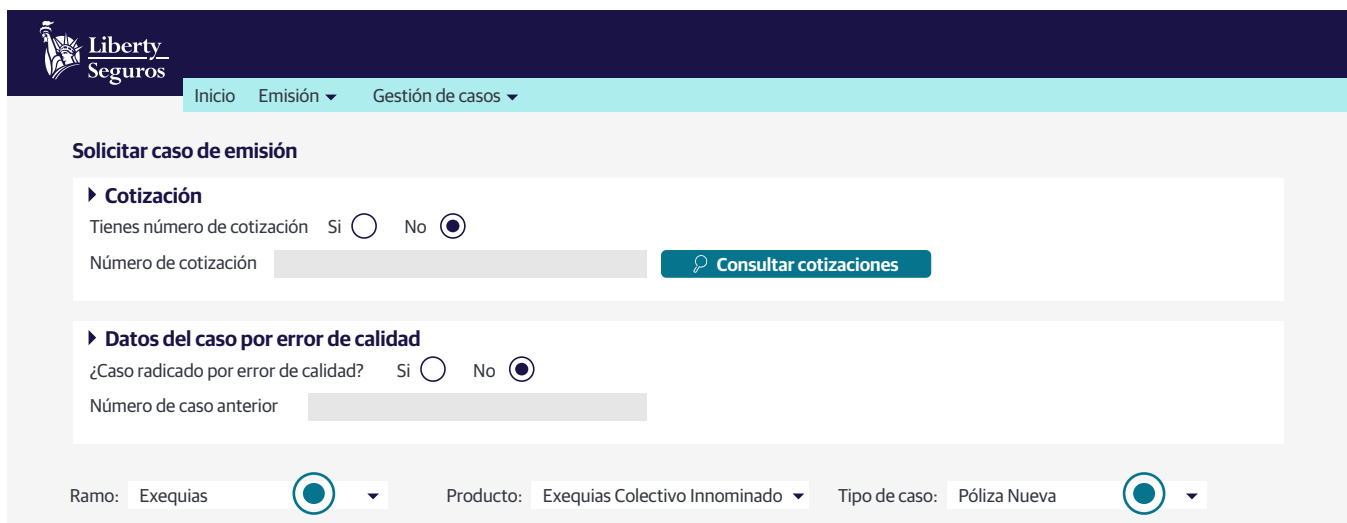 Liberty
Seguros
Inicio Emisión Gestión de casos
Solicitar caso de emisión
Cotización
Tienes número de cotización Si No
Número de cotización Consultar cotizaciones
Datos del caso por error de calidad
¿Caso radicado por error de calidad? Si No
Número de caso anterior
Ramo: Exequias Producto: Exequias Colectivo Innominado Tipo de caso: Póliza Nueva